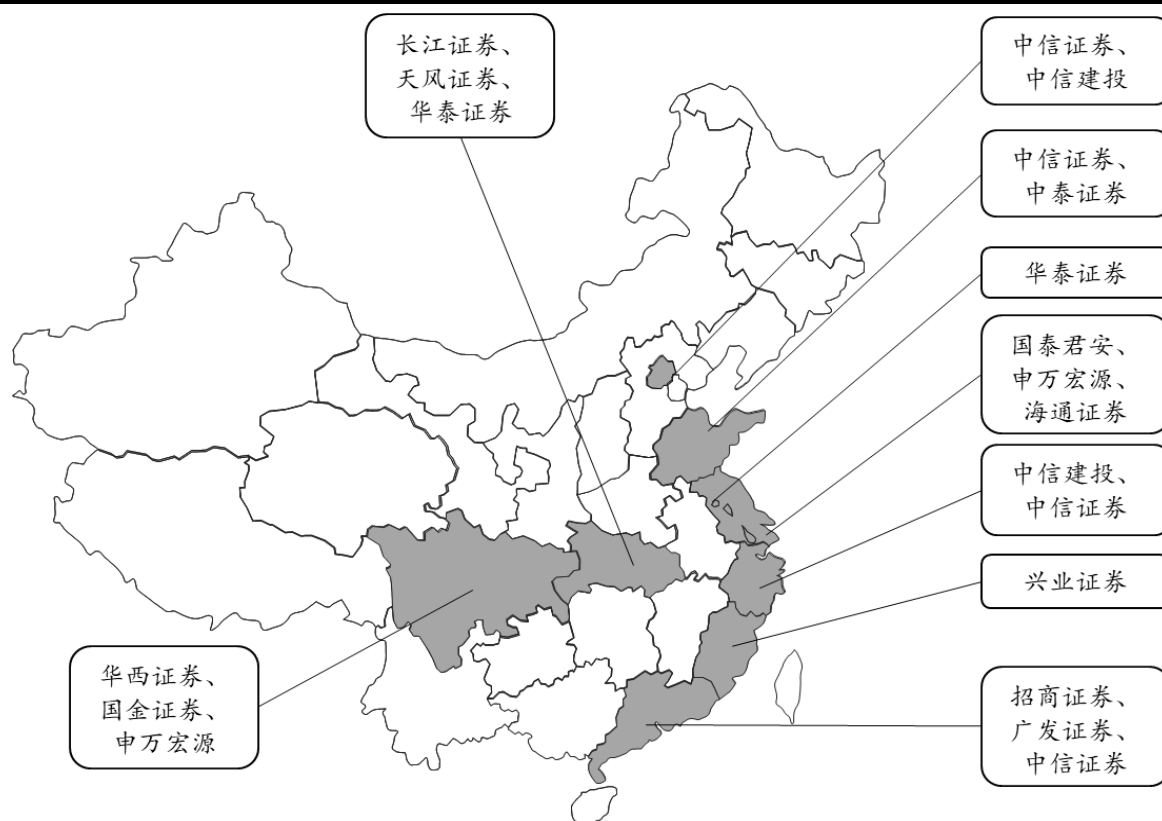 长江证券、
天风证券、
华泰证券
中信证券、
中信建投
中信证券、
中泰证券
华泰证券
国泰君安、
申万宏源、
海通证券
中信建投、
中信证券
兴业证券
招商证券、
广发证券、
中信证券
华西证券、
国金证券、
申万宏源